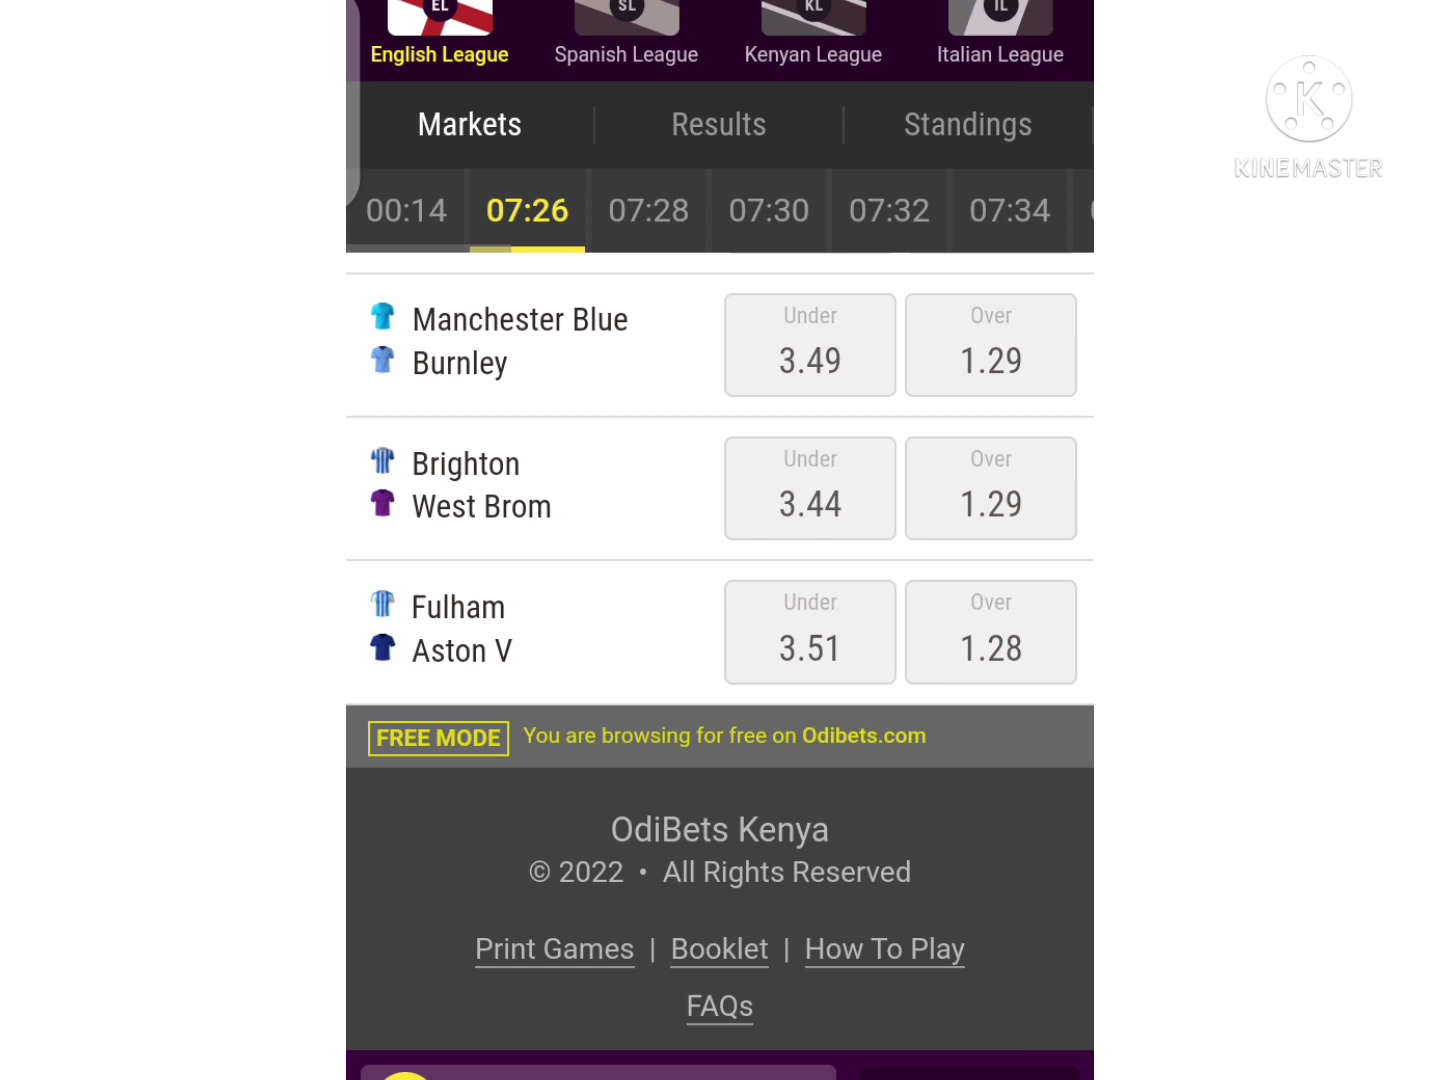 EL SL KL IL
English League Spanish League Kenyan League Italian League
Markets Results Standings
00:14 07:26 07:28 07:30 07:32 07:34
Manchester Blue
Burnley
Under
3.49
Over
1.29
Brighton
West Brom
Under
3.44
Over
1.29
Fulham
Aston V
Under
3.51
Over
1.28
FREE MODE You are browsing for free on Odibets.com
OdiBets Kenya
© 2022 • All Rights Reserved
Print Games | Booklet | How To Play
FAQs
K
KINEMASTER